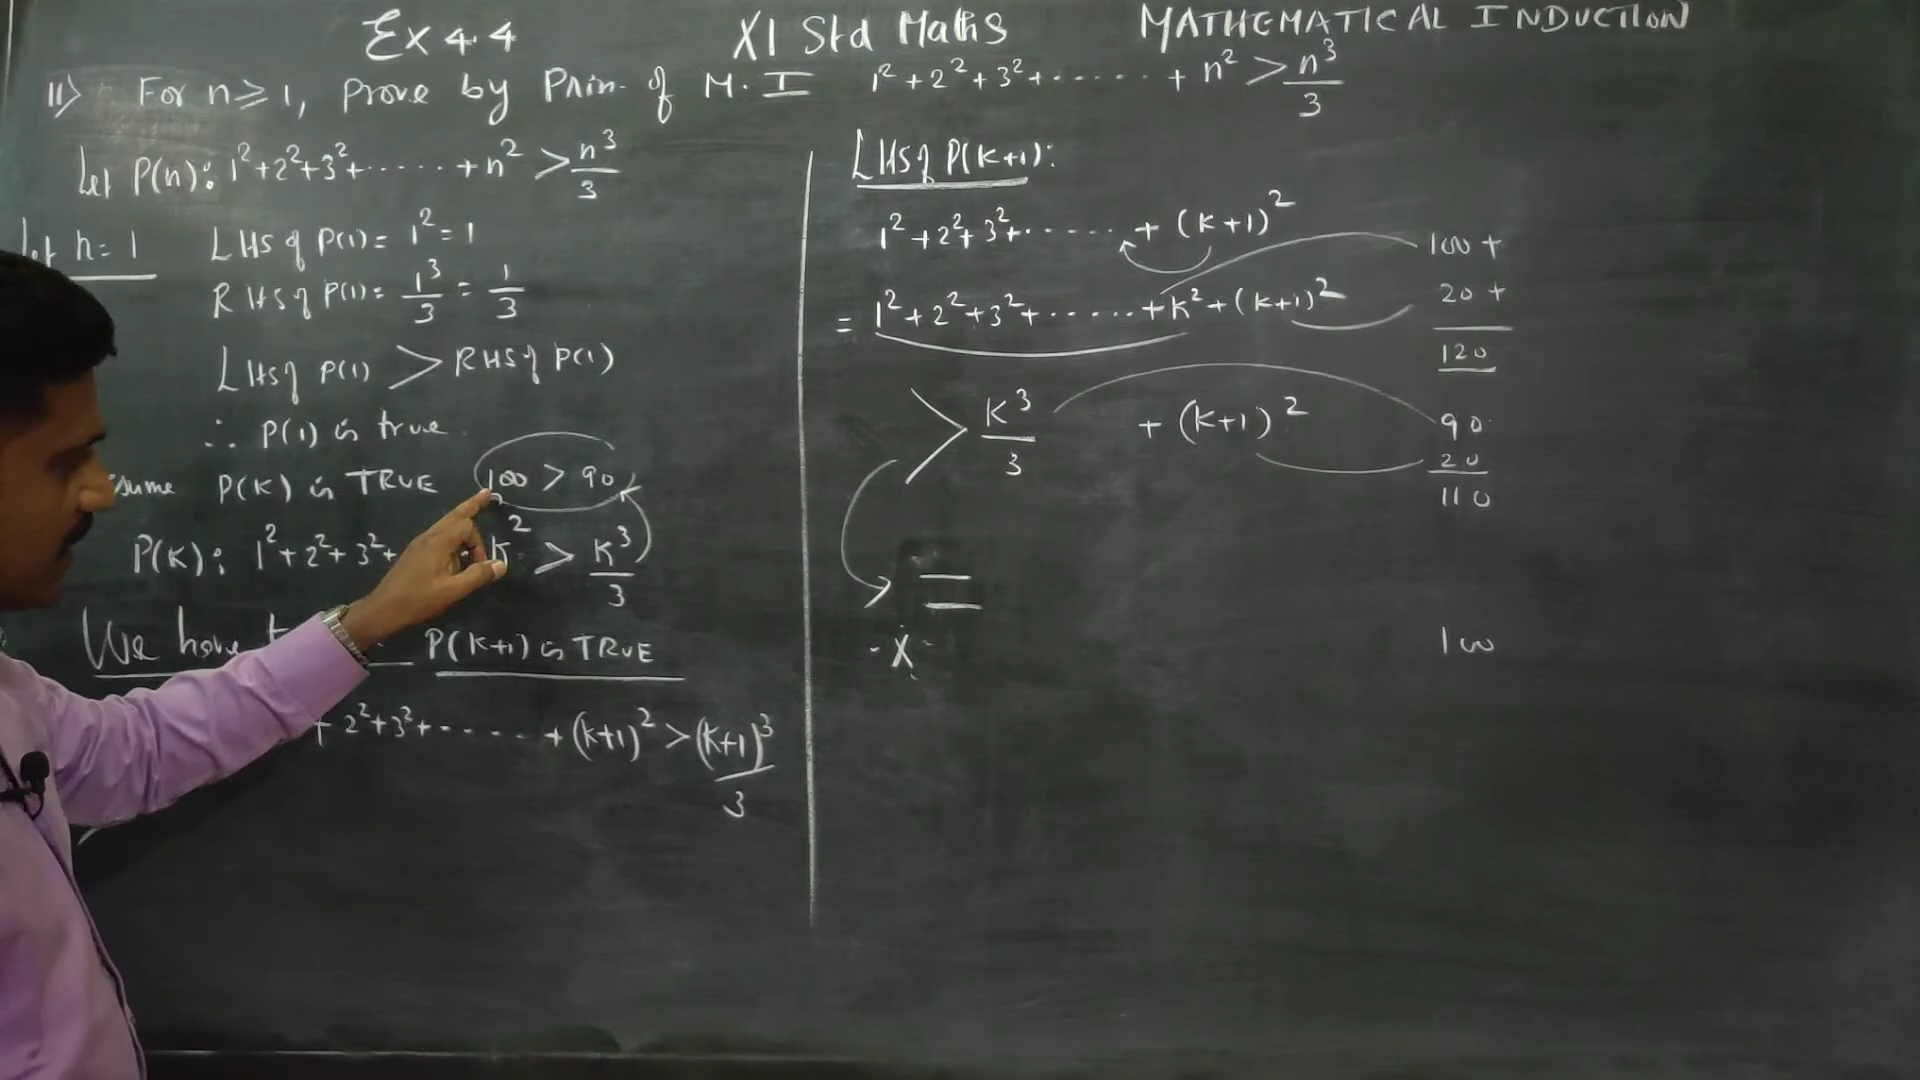 Ex 4.4 XI Std Maths MATHEMATICAL INDUCTION
11) For n ≥ 1, prove by Prin. of M.I 1² + 2² + 3² + ...... + n² > n³/3
Let P(n): 1² + 2² + 3² + ...... + n² > n³/3
n = 1 LHS of P(1) = 1² = 1
RHS of P(1) = 1³/3 = 1/3
LHS of P(1) > RHS of P(1)
∴ P(1) is true
P(K) is TRUE 100 > 90
P(K): 1² + 2² + 3² + K² > K³/3
We have P(K+1) is TRUE
+ 2² + 3² + ...... + (K+1)² > (K+1)³/3
LHS of P(K+1):
1² + 2² + 3² + ...... + (K+1)²
= 1² + 2² + 3² + ...... + K² + (K+1)²
> K³/3 + (K+1)²
=
X
100 +
20 +
120
90
20
110
100